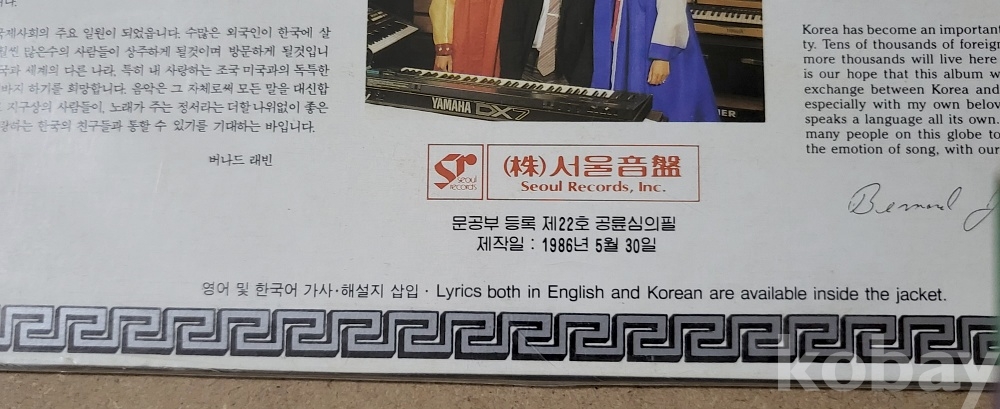 국제사회의 주요 일원이 되었읍니다. 수많은 외국인이 한국에 살
많은수의 사람들이 상주하게 될것이며 방문하게 될것입니
세계의 다른 나라, 특히 내 사랑하는 조국 미국과의 독특한
하기를 희망합니다. 음악은 그 자체로써 모든 말을 대신합
지구상의 사람들이, 노래가 주는 정서라는 더할 나위없이 좋은
한국의 친구들과 통할 수 있기를 기대하는 바입니다.
버나드 래빈
YAMAHA DX7
Korea has become an important
ty. Tens of thousands of foreig
more thousands will live here
is our hope that this album w
exchange between Korea and
especially with my own belov
speaks a language all its own.
many people on this globe to
the emotion of song, with our
Bernard
Sr
seoul
records
(株)서울音盤
Seoul Records, Inc.
문공부 등록 제22호 공륜심의필
제작일 : 1986년 5월 30일
영어 및 한국어 가사·해설지 삽입 · Lyrics both in English and Korean are available inside the jacket.
kobay